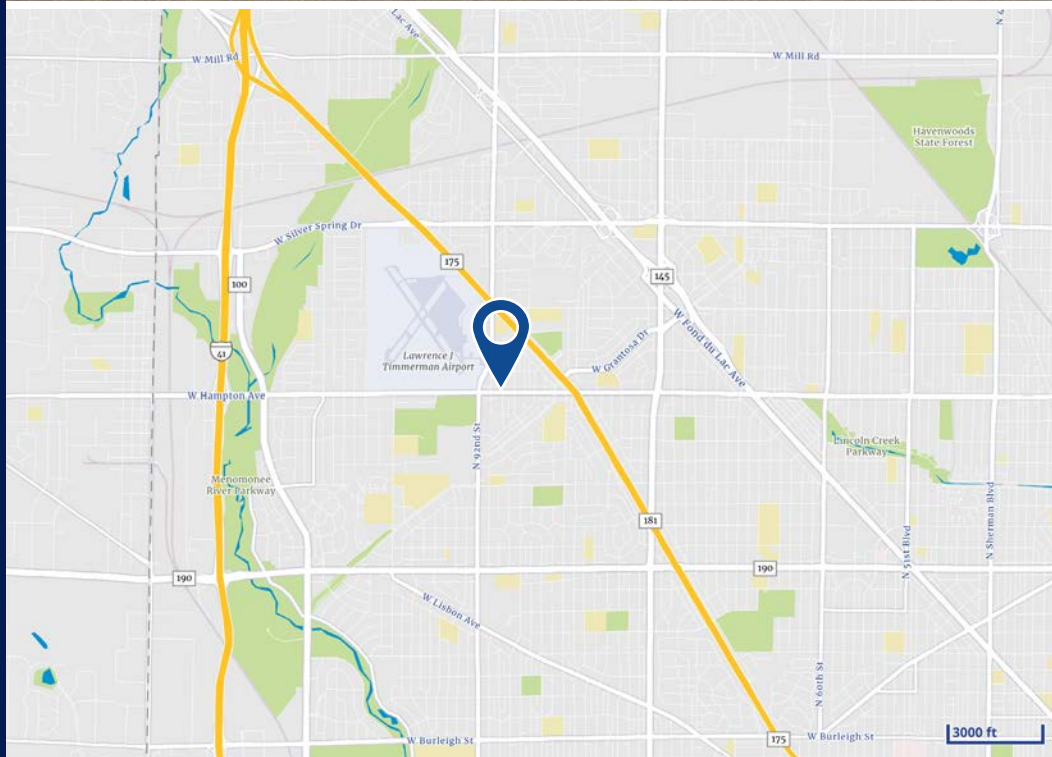 Lac Ave
W Mill Rd
W Mill Rd
Havenwoods
State Forest
W Silver Spring Dr
175
100
145
41
Lawrence J
Timmerman Airport
W Grantosa Dr
W Fond du Lac Ave
W Hampton Ave
N 92nd St
Lincoln Creek
Parkway
Menomonee
River Parkway
181
N 51st Blvd
N Sherman Blvd
190
190
W Lisbon Ave
N 60th St
W Burleigh St
175
W Burleigh St
3000 ft